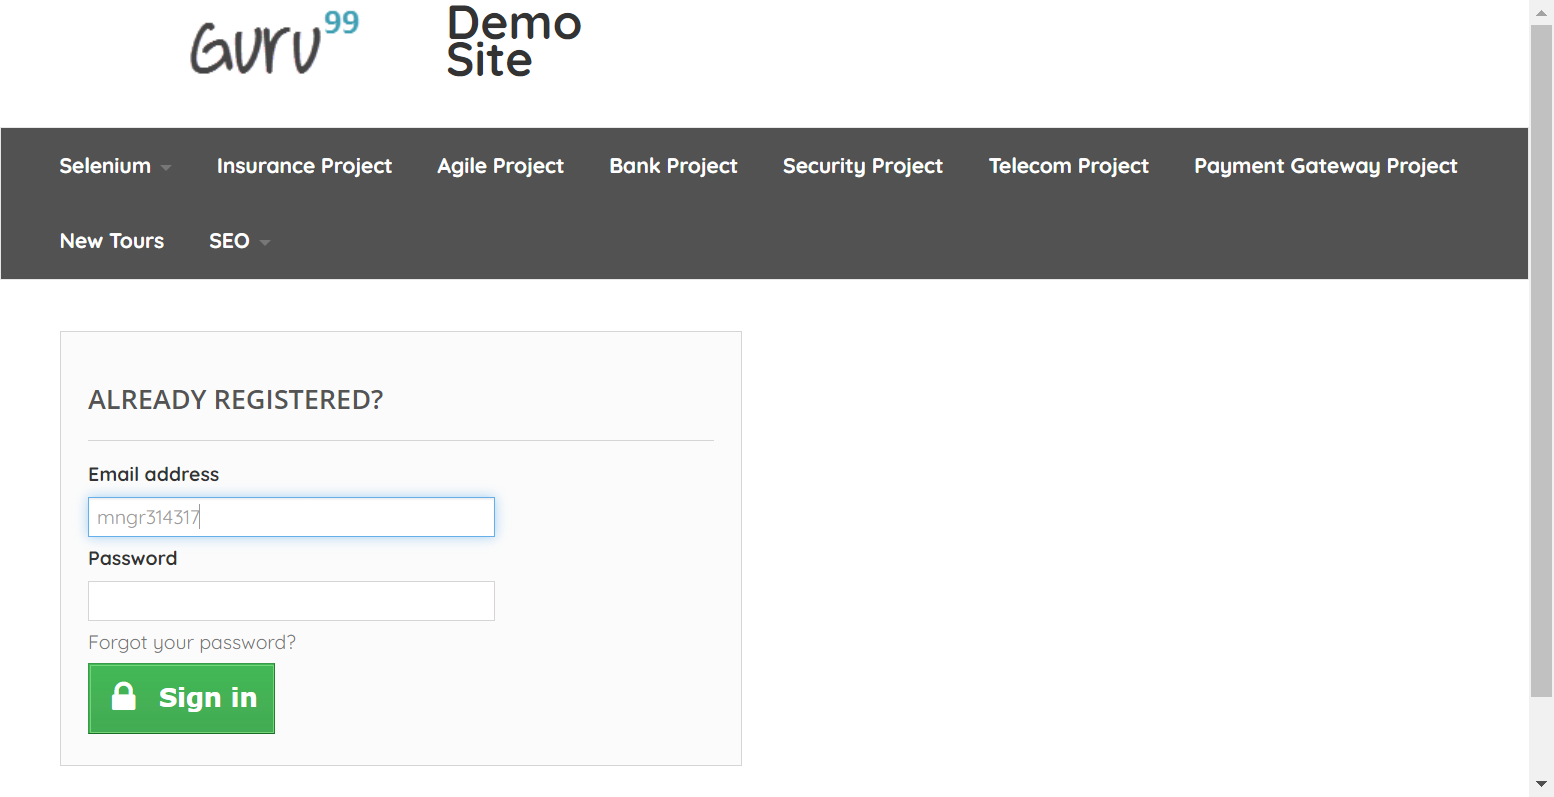 Guru99
Demo
Site
Selenium Insurance Project Agile Project Bank Project Security Project Telecom Project Payment Gateway Project
New Tours SEO
ALREADY REGISTERED?
Email address
mngr314317
Password
Forgot your password?
Sign in